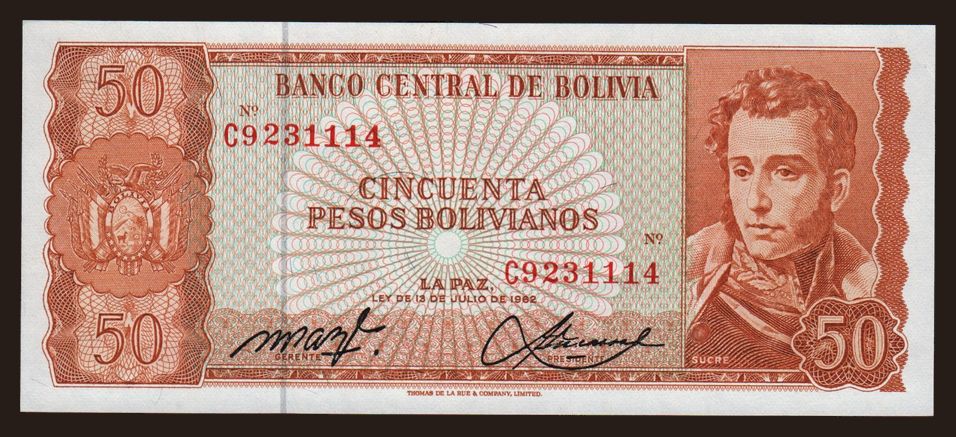 50
BANCO CENTRAL DE BOLIVIA
Nº
C9231114
CINCUENTA
PESOS BOLIVIANOS
Nº
C9231114
LA PAZ,
LEY DE 13 DE JULIO DE 1962
50
GERENTE
PRESIDENTE
SUCRE
50
THOMAS DE LA RUE & COMPANY, LIMITED.